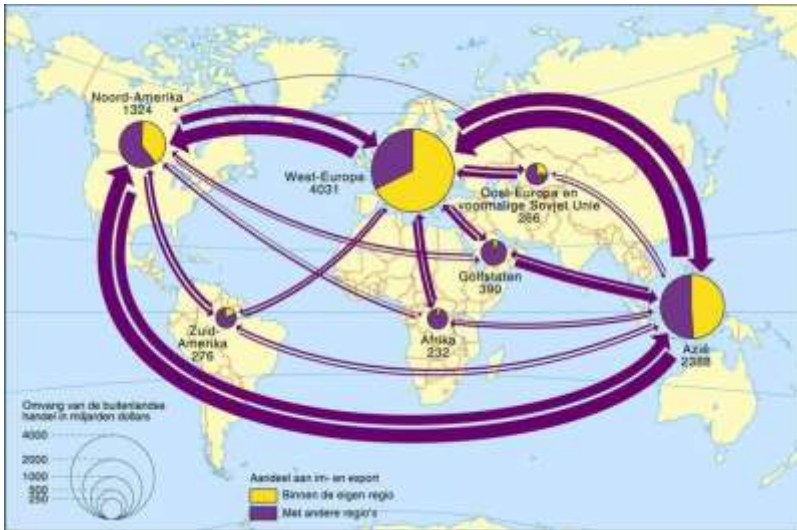 Noord-Amerika
1324
West-Europa
4031
Oost-Europa en
voormalige Sovjet Unie
266
Golfstaten
390
Zuid-
Amerika
276
Afrika
232
Azië
2388
Omvang van de buitenlandse
handel in miljarden dollars
4000
2000
1000
500
250
Aandeel aan im- en export
Binnen de eigen regio
Met andere regio's